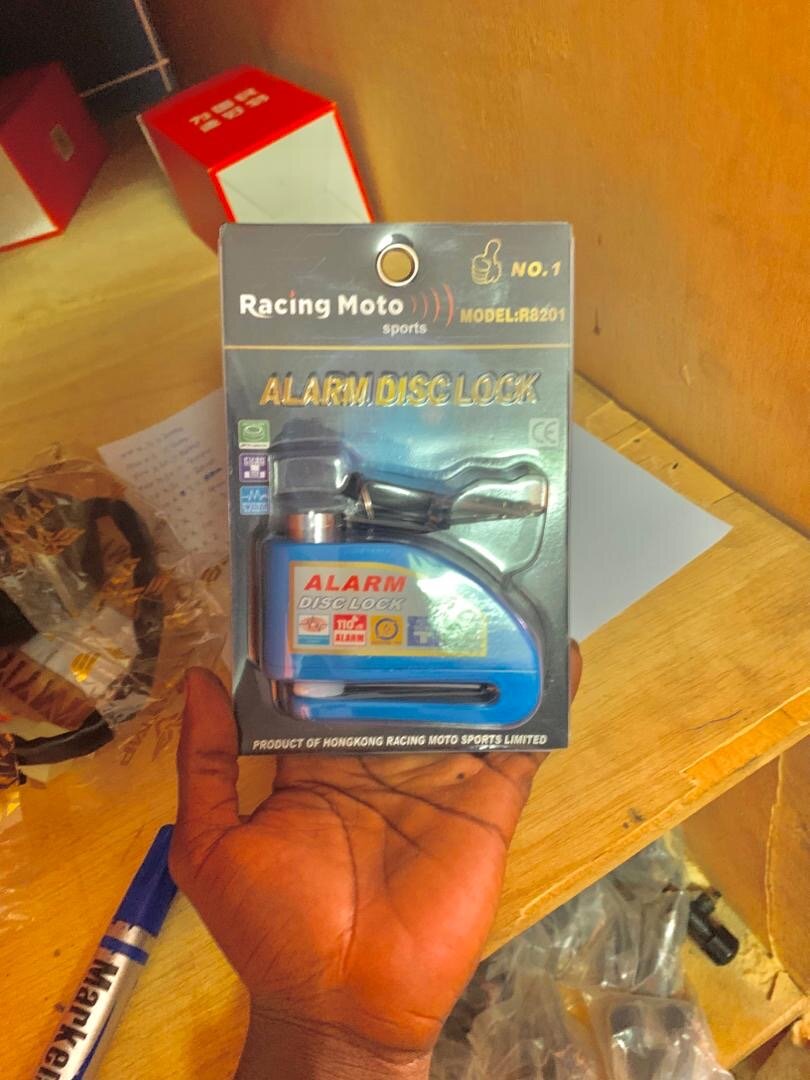 NO.1
Racing Moto
sports
MODEL:R8201
ALARM DISC LOCK
CE
ALARM
DISC LOCK
110
ALARM
PRODUCT OF HONGKONG RACING MOTO SPORTS LIMITED
Marker